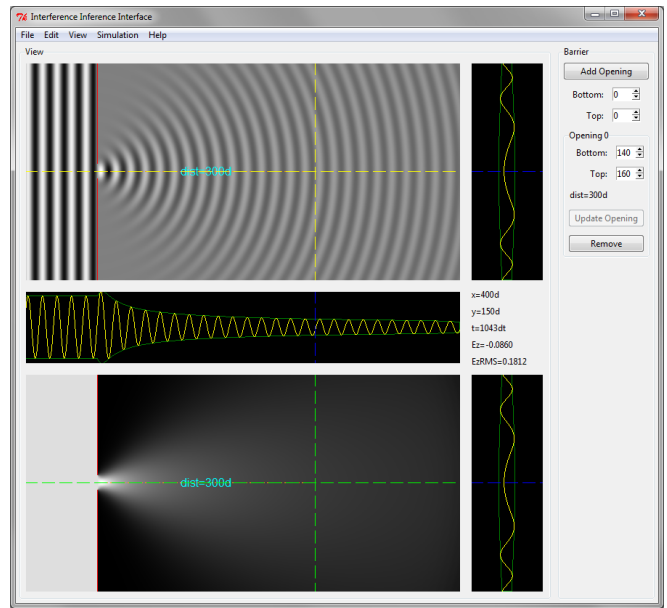 Interference Inference Interface
File Edit View Simulation Help
View
dist=300d
x=400d
y=150d
t=1043dt
Ez=-0.0860
EzRMS=0.1812
dist=300d
Barrier
Add Opening
Bottom: 0
Top: 0
Opening 0
Bottom: 140
Top: 160
dist=300d
Update Opening
Remove